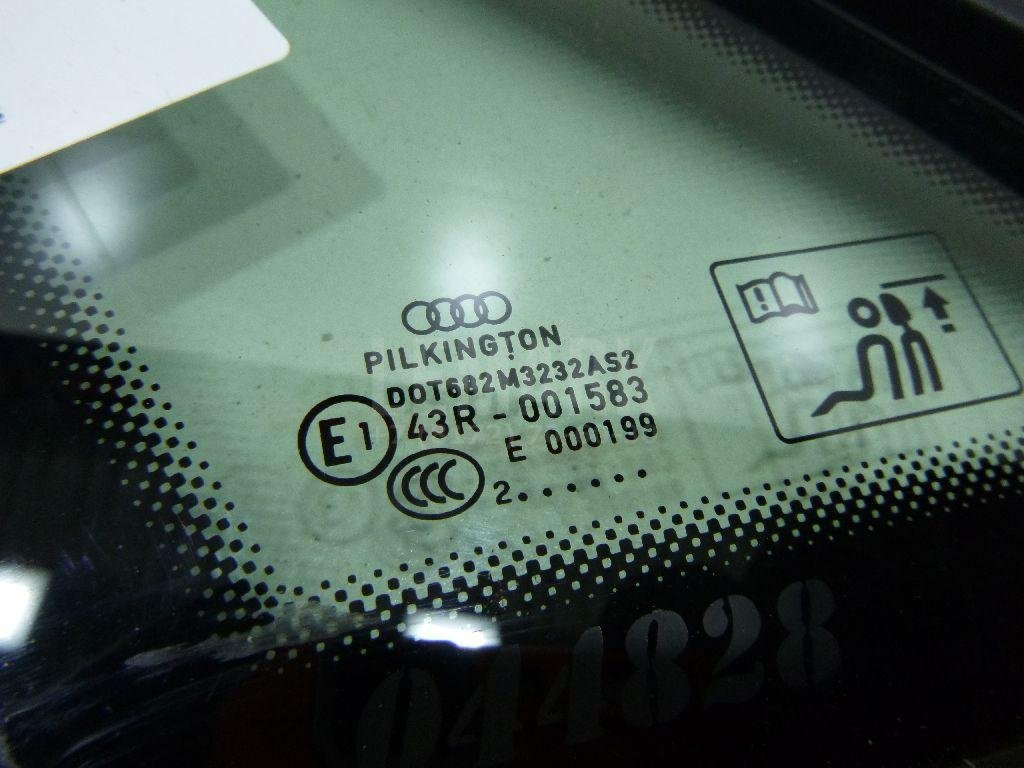 PILKINGTON
DOT682M3232AS2
E1 43R - 001583
E 000199
CCC 2.......
044828